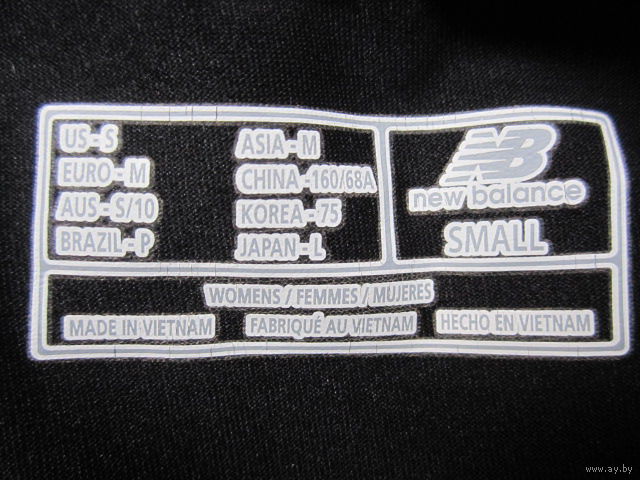 US-S
EURO-M
AUS-S/10
BRAZIL-P
ASIA-M
CHINA-160/68A
KOREA-75
JAPAN-L
NB
new balance
SMALL
WOMENS / FEMMES / MUJERES
MADE IN VIETNAM
FABRIQUÉ AU VIETNAM
HECHO EN VIETNAM
www.ay.by